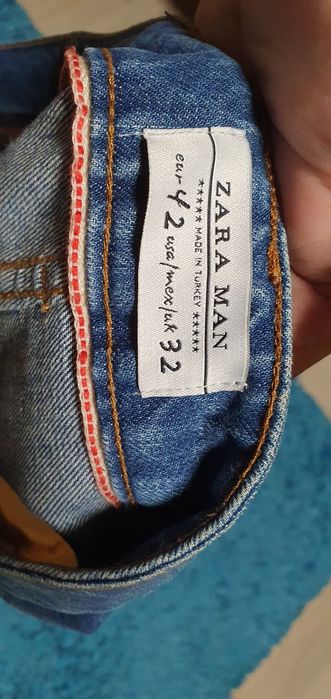 ZARA MAN
***** MADE IN TURKEY *****
eur 42 usa/mex/uk 32